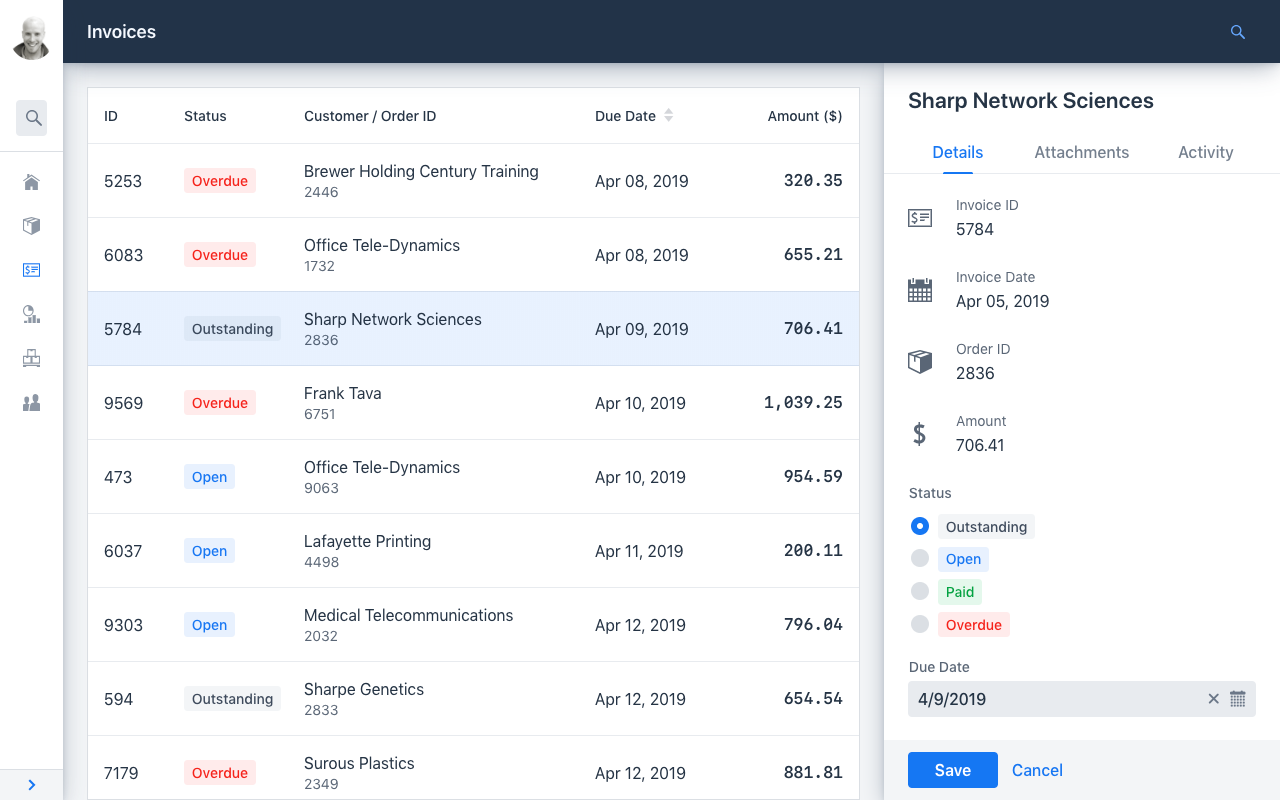 Invoices
ID Status Customer / Order ID Due Date Amount ($)
5253 Overdue Brewer Holding Century Training Apr 08, 2019 320.35
2446
6083 Overdue Office Tele-Dynamics Apr 08, 2019 655.21
1732
5784 Outstanding Sharp Network Sciences Apr 09, 2019 706.41
2836
9569 Overdue Frank Tava Apr 10, 2019 1,039.25
6751
473 Open Office Tele-Dynamics Apr 10, 2019 954.59
9063
6037 Open Lafayette Printing Apr 11, 2019 200.11
4498
9303 Open Medical Telecommunications Apr 12, 2019 796.04
2032
594 Outstanding Sharpe Genetics Apr 12, 2019 654.54
2833
7179 Overdue Surous Plastics Apr 12, 2019 881.81
2349
Sharp Network Sciences
Details Attachments Activity
Invoice ID
5784
Invoice Date
Apr 05, 2019
Order ID
2836
$ Amount
706.41
Status
Outstanding
Open
Paid
Overdue
Due Date
4/9/2019
Save Cancel